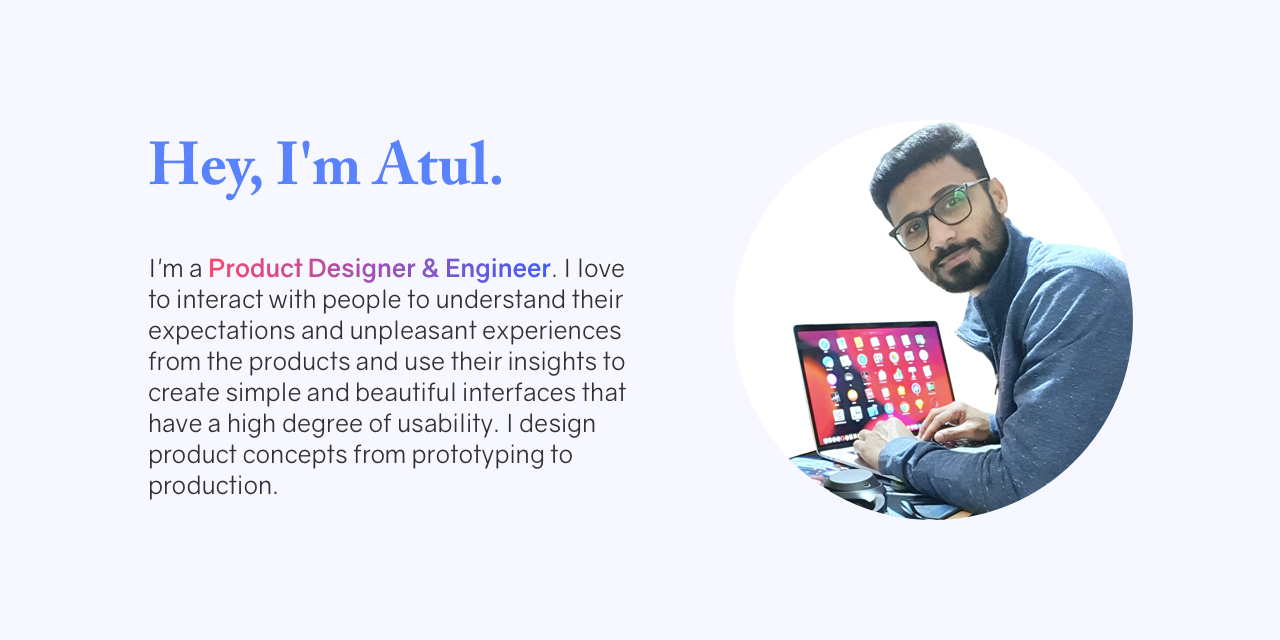 Hey, I'm Atul.
I'm a Product Designer & Engineer. I love
to interact with people to understand their
expectations and unpleasant experiences
from the products and use their insights to
create simple and beautiful interfaces that
have a high degree of usability. I design
product concepts from prototyping to
production.